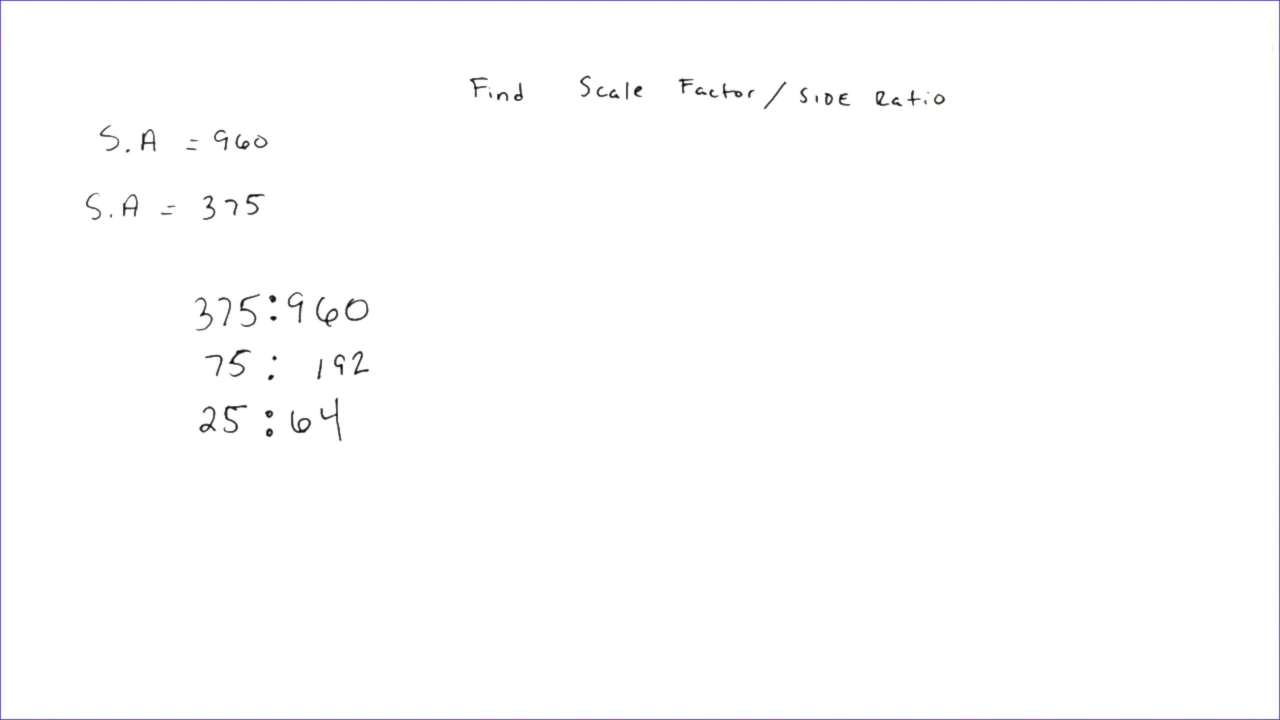 Find Scale Factor / SIDE Ratio
S.A = 960
S.A = 375
375:960
75 : 192
25 : 64